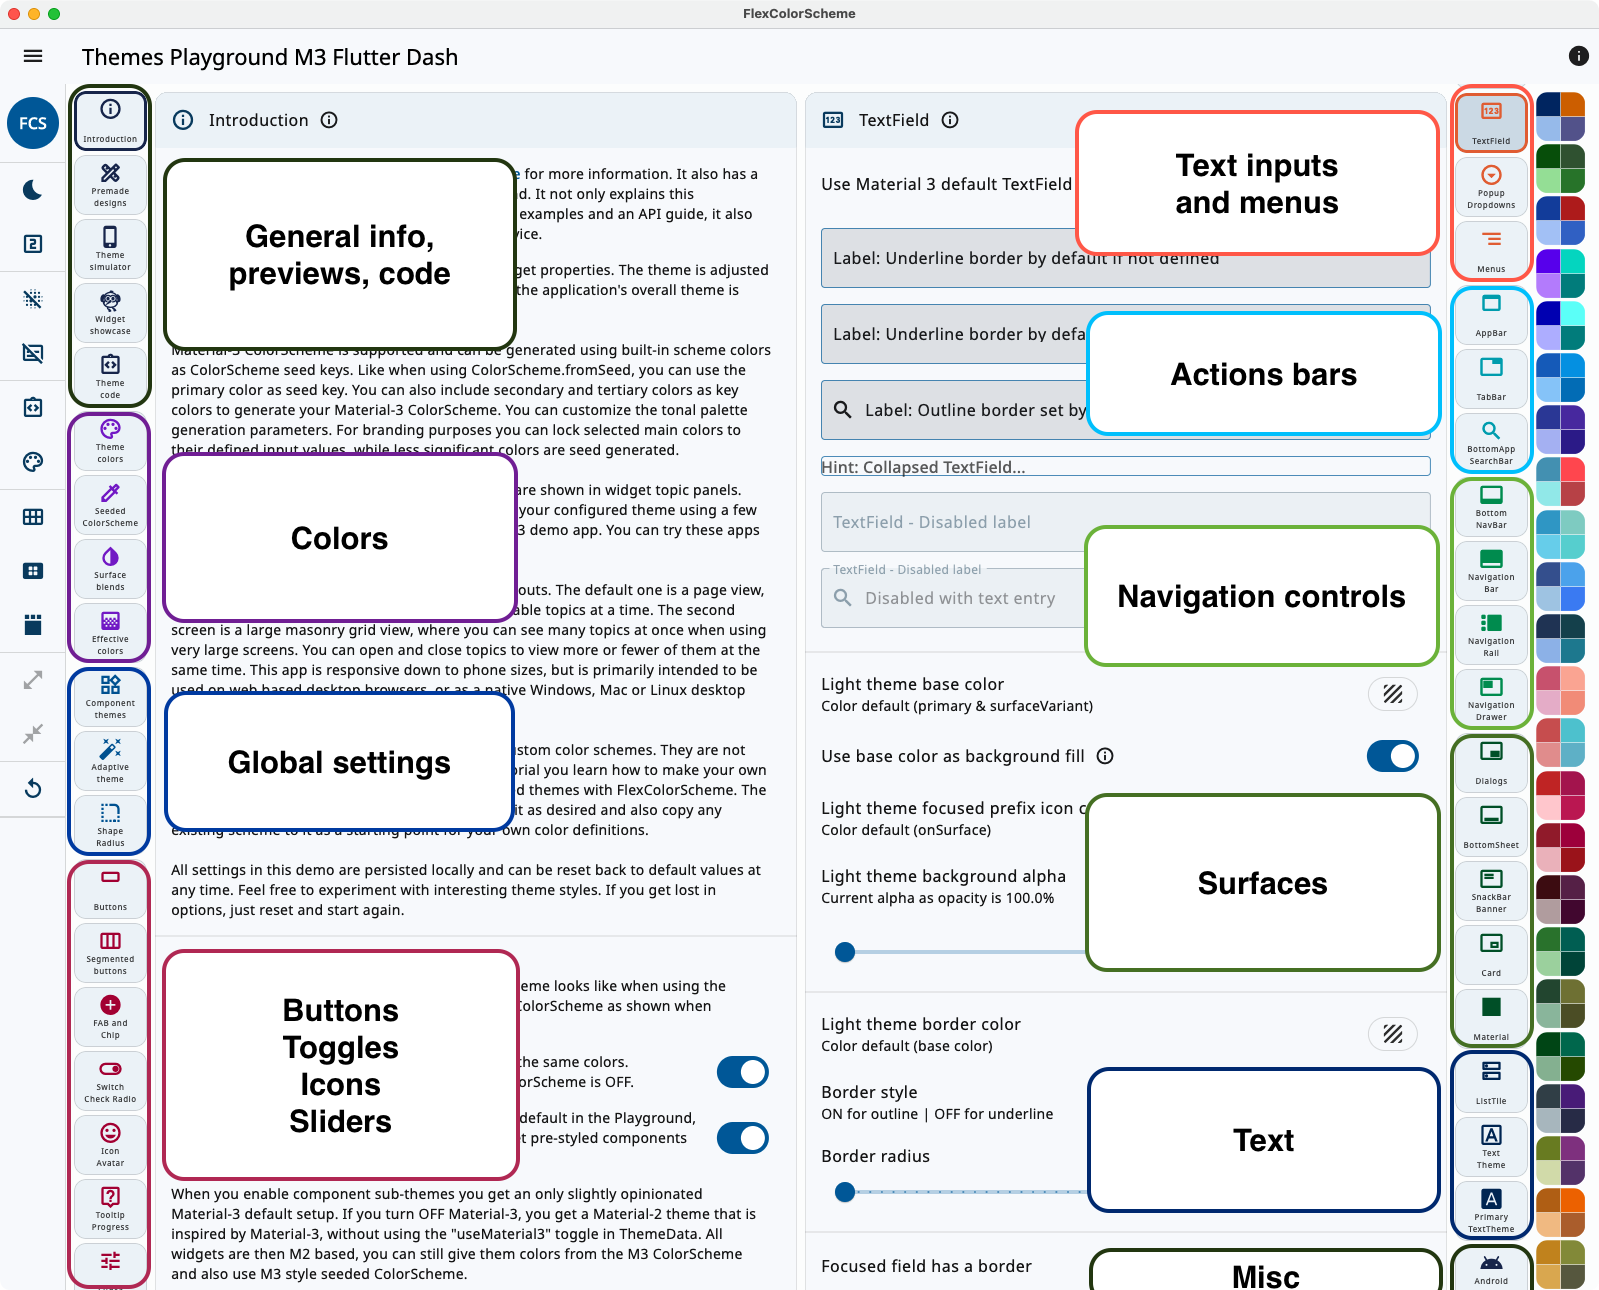 FlexColorScheme
Themes Playground M3 Flutter Dash
FCS
Introduction
Premade
designs
Theme
simulator
Widget
showcase
Theme
code
Theme
colors
Seeded
ColorScheme
Surface
blends
Effective
colors
Component
themes
Adaptive
theme
Shape
Radius
Buttons
Segmented
buttons
FAB and
Chip
Switch
Check Radio
Icon
Avatar
Tooltip
Progress
Introduction
General info,
previews, code
for more information. It also has a
d. It not only explains this
examples and an API guide, it also
vice.
get properties. The theme is adjusted
the application's overall theme is
Material-3 ColorScheme is supported and can be generated using built-in scheme colors
as ColorScheme seed keys. Like when using ColorScheme.fromSeed, you can use the
primary color as seed key. You can also include secondary and tertiary colors as key
colors to generate your Material-3 ColorScheme. You can customize the tonal palette
generation parameters. For branding purposes you can lock selected main colors to
their defined input values, while less significant colors are seed generated.
Colors
are shown in widget topic panels.
your configured theme using a few
3 demo app. You can try these apps
outs. The default one is a page view,
able topics at a time. The second
screen is a large masonry grid view, where you can see many topics at once when using
very large screens. You can open and close topics to view more or fewer of them at the
same time. This app is responsive down to phone sizes, but is primarily intended to be
used on web based desktop browsers, or as a native Windows, Mac or Linux desktop
Global settings
ustom color schemes. They are not
orial you learn how to make your own
d themes with FlexColorScheme. The
it as desired and also copy any
existing scheme to it as a starting point for your own color definitions.
All settings in this demo are persisted locally and can be reset back to default values at
any time. Feel free to experiment with interesting theme styles. If you get lost in
options, just reset and start again.
Buttons
Toggles
Icons
Sliders
eme looks like when using the
ColorScheme as shown when
the same colors.
orScheme is OFF.
default in the Playground,
et pre-styled components
When you enable component sub-themes you get an only slightly opinionated
Material-3 default setup. If you turn OFF Material-3, you get a Material-2 theme that is
inspired by Material-3, without using the "useMaterial3" toggle in ThemeData. All
widgets are then M2 based, you can still give them colors from the M3 ColorScheme
and also use M3 style seeded ColorScheme.
TextField
Use Material 3 default TextField
Text inputs
and menus
Label: Underline border by default if not defined
Label: Underline border by defa
Actions bars
Label: Outline border set by
Hint: Collapsed TextField...
TextField - Disabled label
TextField - Disabled label
Disabled with text entry
Navigation controls
Light theme base color
Color default (primary & surfaceVariant)
Use base color as background fill
Light theme focused prefix icon c
Color default (onSurface)
Light theme background alpha
Current alpha as opacity is 100.0%
Surfaces
Light theme border color
Color default (base color)
Border style
ON for outline | OFF for underline
Text
Border radius
Focused field has a border
Misc
TextField
Popup
Dropdowns
Menus
AppBar
TabBar
BottomApp
SearchBar
Bottom
NavBar
Navigation
Bar
Navigation
Rail
Navigation
Drawer
Dialogs
BottomSheet
SnackBar
Banner
Card
Material
ListTile
Text
Theme
Primary
TextTheme
Android